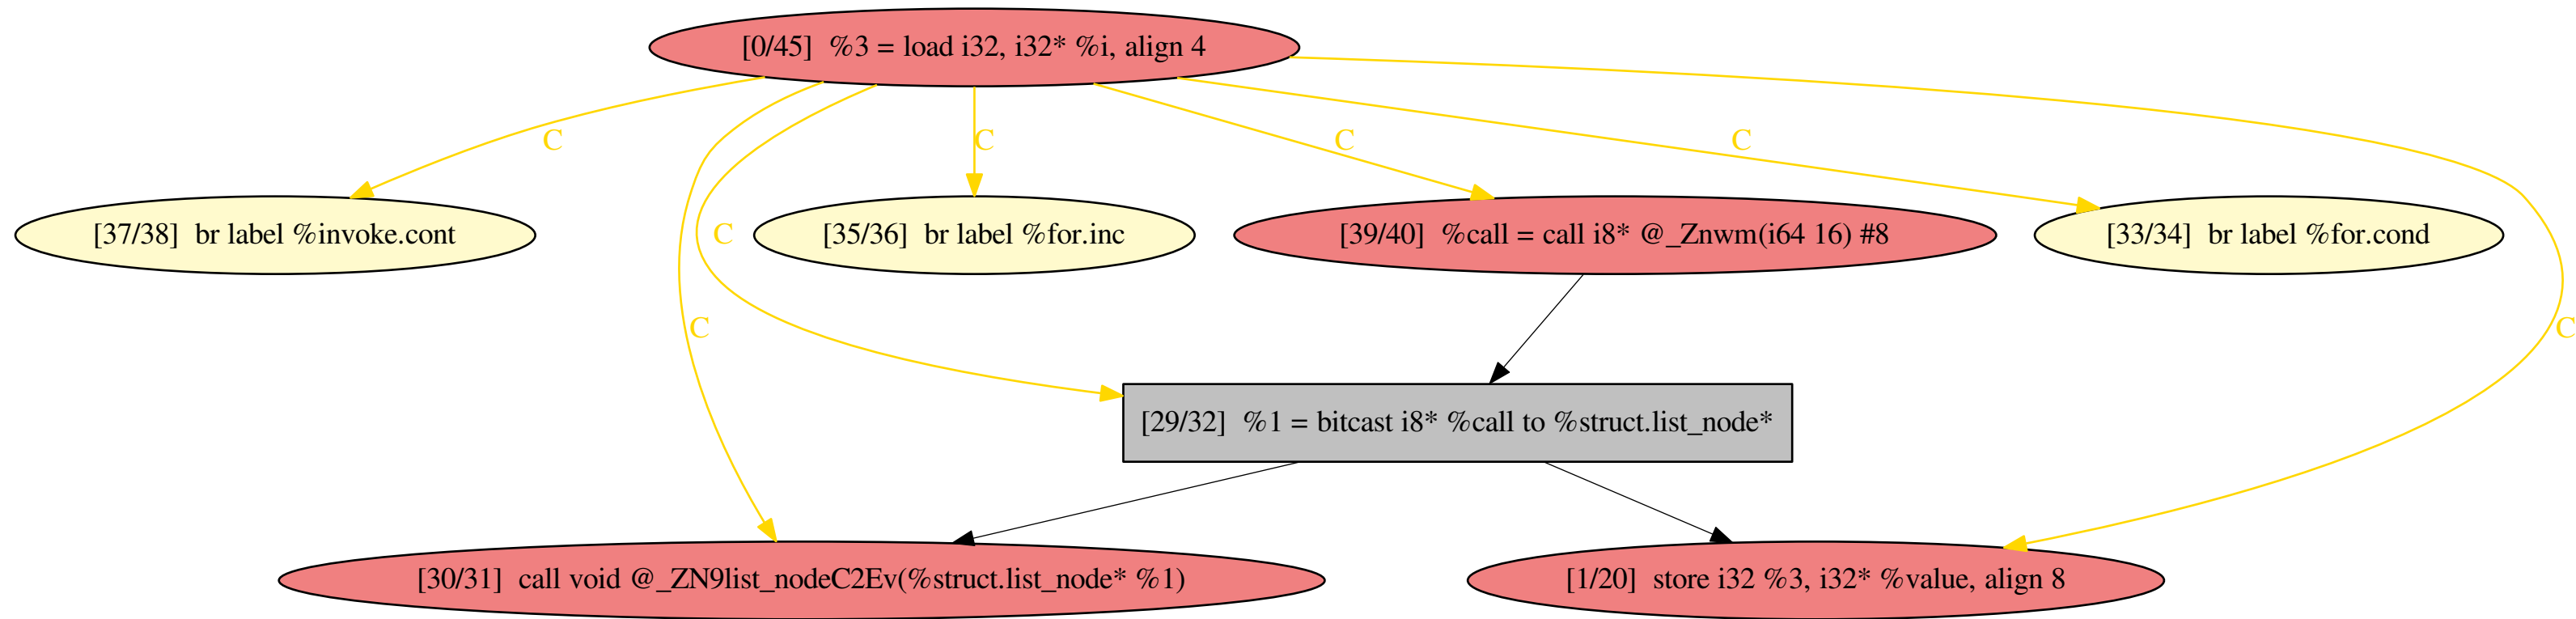 [0/45]  %3 = load i32, i32* %i, align 4
C
C
C
C
[37/38]  br label %invoke.cont
C
[35/36]  br label %for.inc
[39/40]  %call = call i8* @_Znwm(i64 16) #8
[33/34]  br label %for.cond
C
C
[29/32]  %1 = bitcast i8* %call to %struct.list_node*
[30/31]  call void @_ZN9list_nodeC2Ev(%struct.list_node* %1)
[1/20]  store i32 %3, i32* %value, align 8